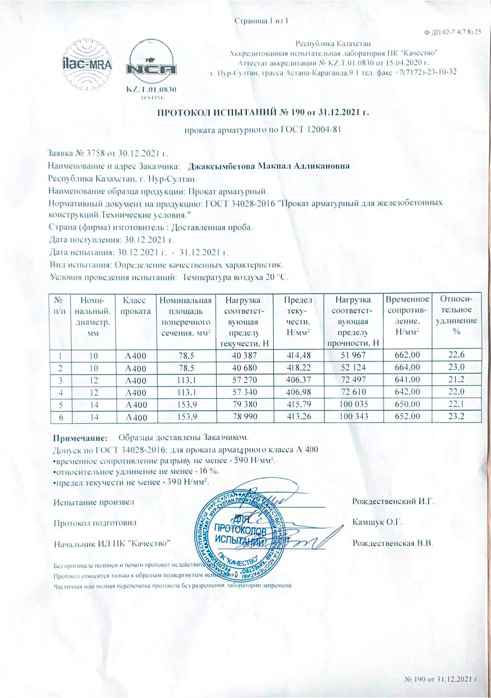 Страница 1 из 1
Ф ДП 02-7 4(7.8) 25
Республика Казахстан
Аккредитованная испытательная лаборатория ПК "Качество"
Аттестат аккредитации № KZ.T.01.0830 от 15.04.2020 г.
г. Нур-Султан, трасса Астана-Караганда,9/1 тел./факс +7(7172)-23-10-32
ilac-MRA
NCA
KZ.T.01.0830
TESTING
ПРОТОКОЛ ИСПЫТАНИЙ № 190 от 31.12.2021 г.
проката арматурного по ГОСТ 12004-81
Заявка № 3758 от 30.12.2021 г.
Наименование и адрес Заказчика: Джаксымбетова Макпал Адликановна
Республика Казахстан, г. Нур-Султан.
Наименование образца продукции: Прокат арматурный.
Нормативный документ на продукцию: ГОСТ 34028-2016 "Прокат арматурный для железобетонных
конструкций.Технические условия."
Страна (фирма) изготовитель : Доставленная проба.
Дата поступления: 30.12.2021 г.
Дата испытания: 30.12.2021 г. - 31.12.2021 г.
Вид испытания: Определение качественных характеристик.
Условия проведения испытаний: Температура воздуха 20 °С.
№ п/п Номи-нальный. диаметр, мм Класс проката Номинальная площадь поперечного сечения, мм² Нагрузка соответст-вующая пределу текучести, Н Предел теку-чести, Н/мм² Нагрузка соответст-вующая пределу прочности, Н Временное сопротив-ление, Н/мм² Относи-тельное удлинение %
1 10 А400 78,5 40 387 414,48 51 967 662,00 22,6
2 10 А400 78,5 40 680 418,22 52 124 664,00 23,0
3 12 А400 113,1 57 270 406,37 72 497 641,00 21,2
4 12 А400 113,1 57 340 406,98 72 610 642,00 22,0
5 14 А400 153,9 79 380 415,79 100 035 650,00 22,1
6 14 А400 153,9 78 990 413,26 100 343 652,00 23,2
Примечание: Образцы доставлены Заказчиком.
Допуск по ГОСТ 34028-2016: для проката арматурного класса А 400
•временное сопротивление разрыву не менее - 590 Н/мм².
•относительное удлинение не менее -16 %.
•предел текучести не менее - 390 Н/мм².
Испытание произвел Рожественский И.Г.
Протокол подготовил Камшук О.Г.
Начальник ИЛ ПК "Качество" Рожественская В.В.
ДЛЯ
ПРОТОКОЛОВ
ИСПЫТАНИЙ
ПК "КАЧЕСТВО"
Без оригинала подписи и печати протокол
Протокол относится только к образцам подвергнутым
Частичная или полная перепечатка протокола без разрешения лаборатории запрещена
№ 190 от 31.12.2021 г